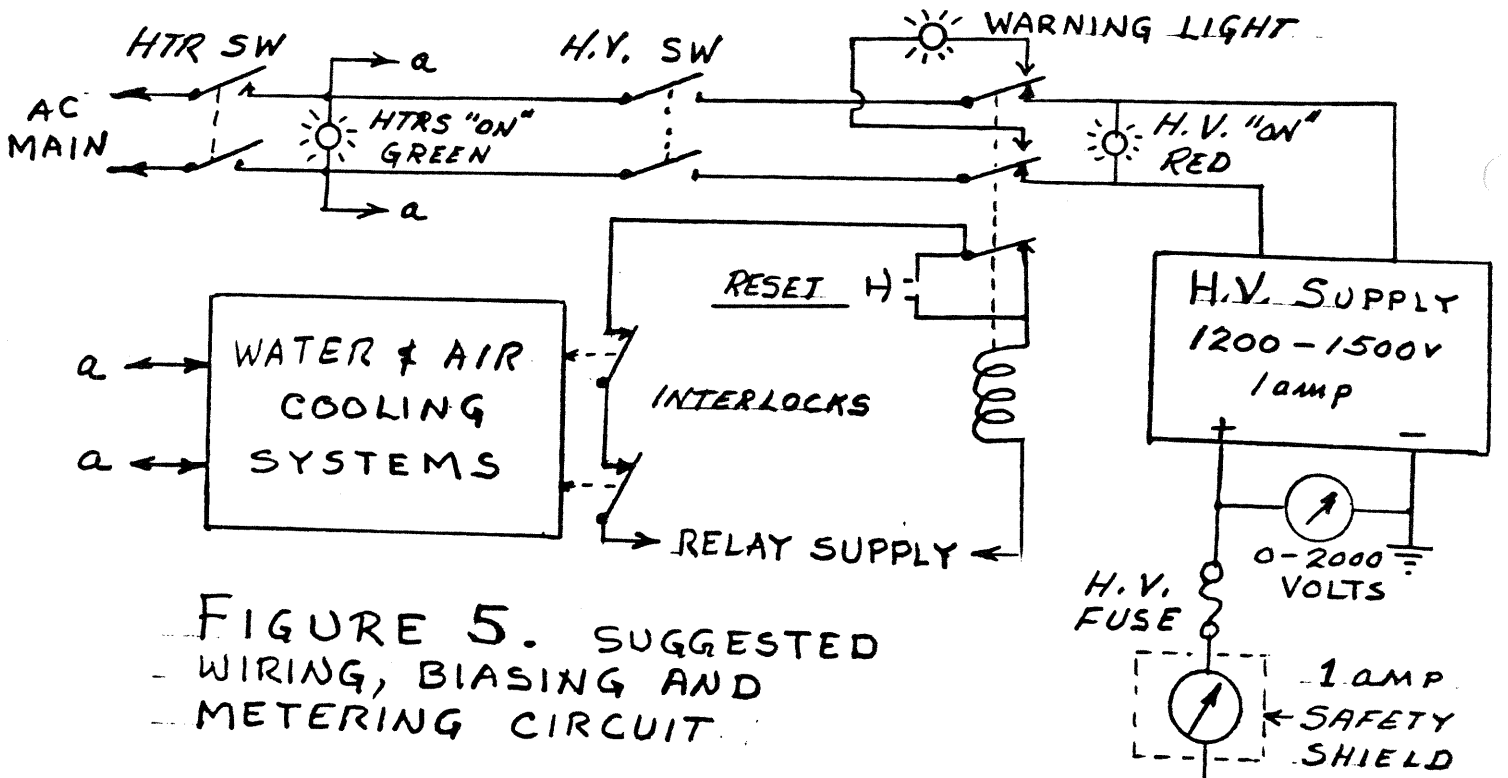 WARNING LIGHT
HTR SW
H.V. SW
a
AC
MAIN
HTRS "ON"
GREEN
H.V. "ON"
RED
a
RESET
H.V. SUPPLY
1200-1500V
1 amp
+ −
a
a
WATER & AIR
COOLING
SYSTEMS
INTERLOCKS
RELAY SUPPLY
0-2000
VOLTS
H.V.
FUSE
FIGURE 5. SUGGESTED
WIRING, BIASING AND
METERING CIRCUIT
1 AMP
SAFETY
SHIELD